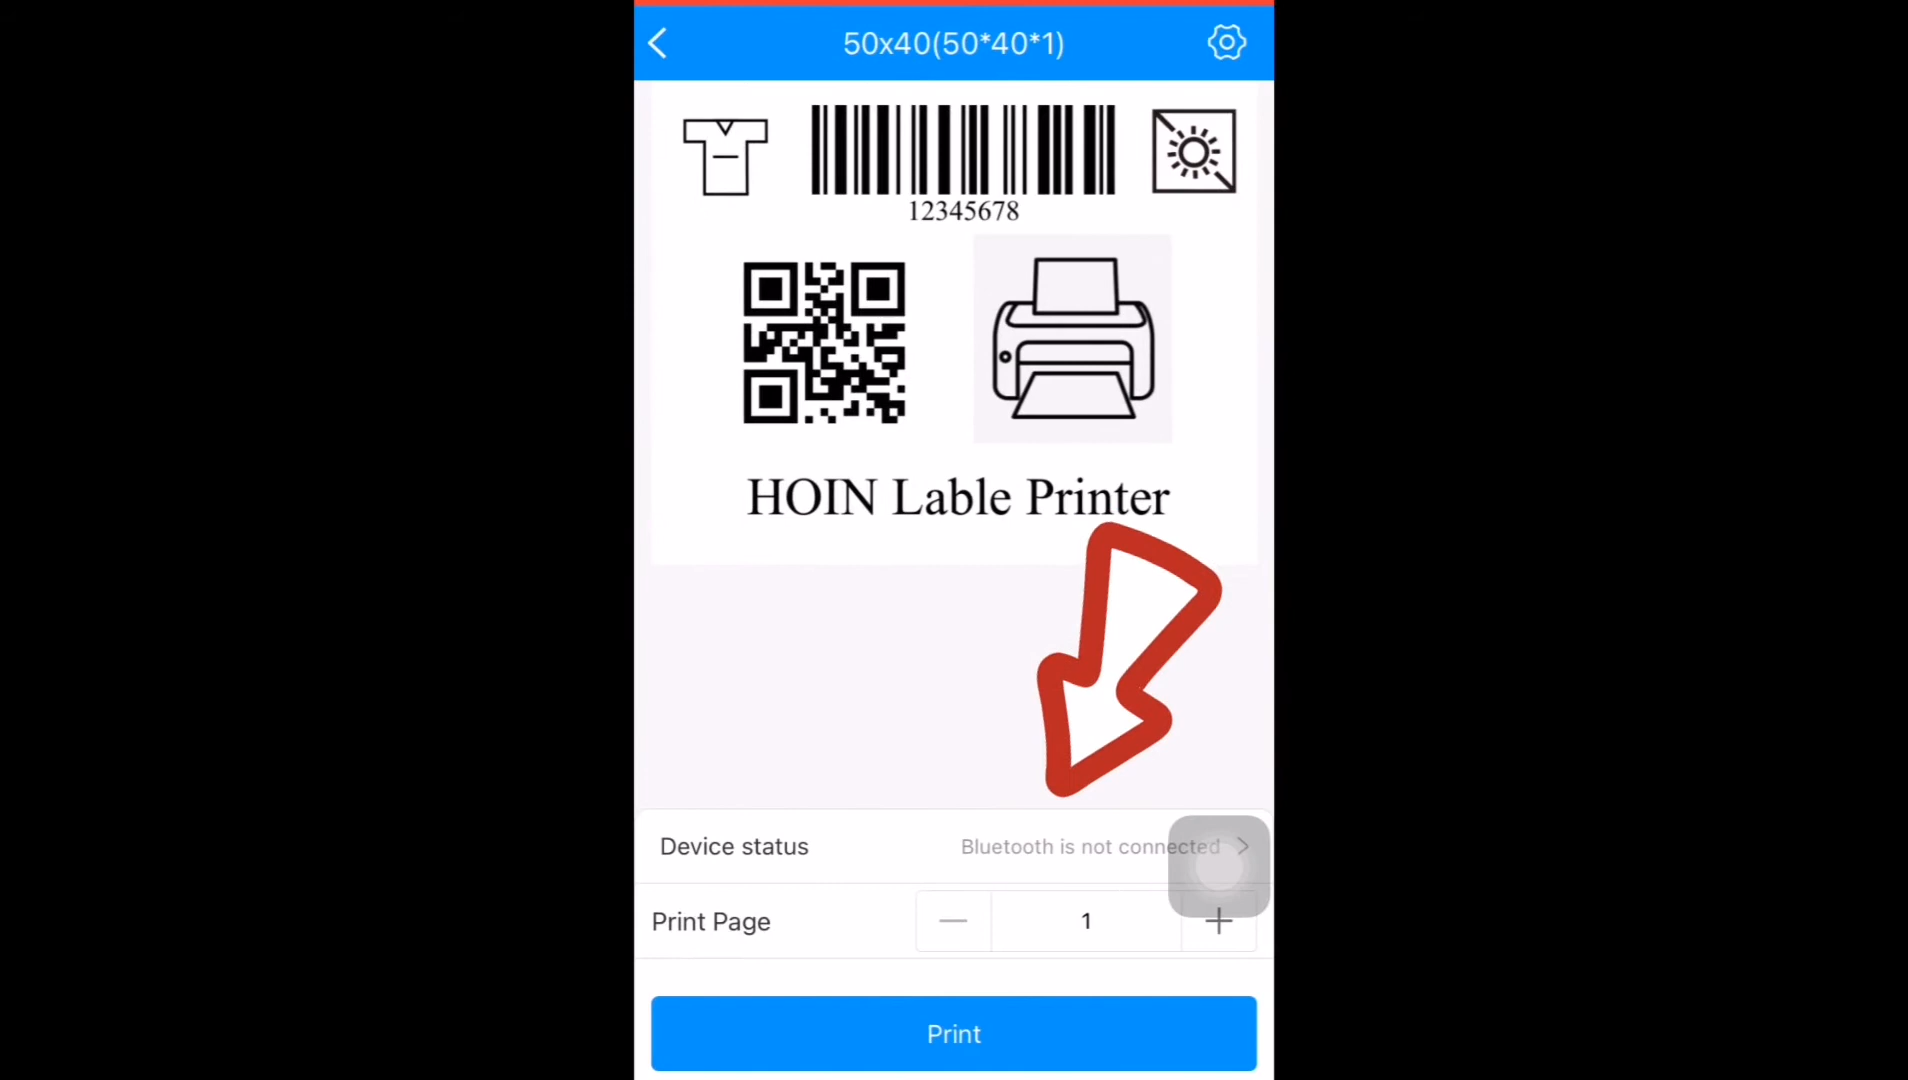 50x40(50*40*1)
12345678
HOIN Lable Printer
Device status
Bluetooth is not connected
Print Page
1
Print